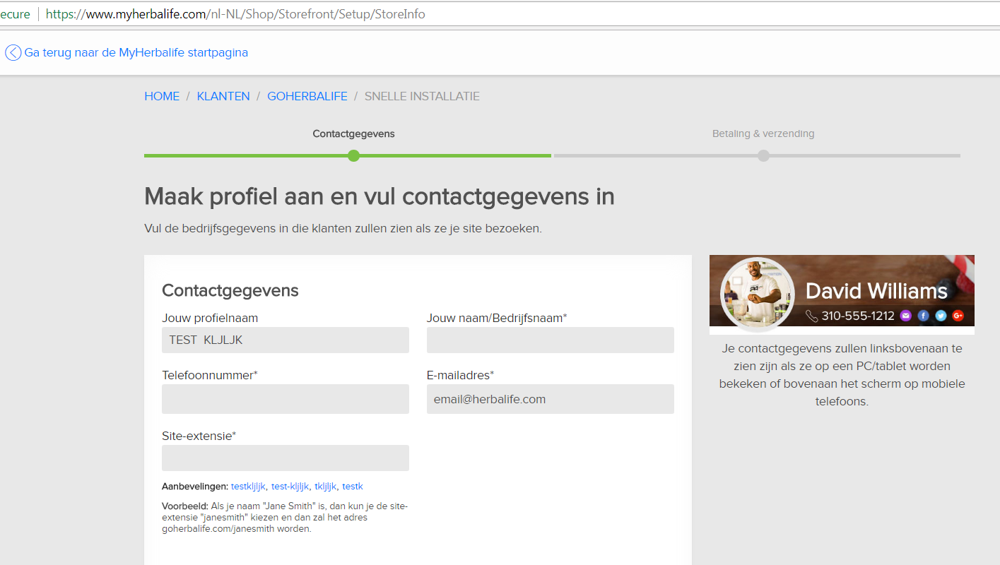 ecure https://www.myherbalife.com/nl-NL/Shop/Storefront/Setup/StoreInfo
Ga terug naar de MyHerbalife startpagina
HOME / KLANTEN / GOHERBALIFE / SNELLE INSTALLATIE
Contactgegevens
Betaling & verzending
Maak profiel aan en vul contactgegevens in
Vul de bedrijfsgegevens in die klanten zullen zien als ze je site bezoeken.
Contactgegevens
Jouw profielnaam
TEST KLJLJK
Jouw naam/Bedrijfsnaam*
Telefoonnummer*
E-mailadres*
email@herbalife.com
Site-extensie*
Aanbevelingen: testkljljk, test-kljljk, tkljljk, testk
Voorbeeld: Als je naam "Jane Smith" is, dan kun je de site-
extensie "janesmith" kiezen en dan zal het adres
goherbalife.com/janesmith worden.
David Williams
310-555-1212
Je contactgegevens zullen linksbovenaan te
zien zijn als ze op een PC/tablet worden
bekeken of bovenaan het scherm op mobiele
telefoons.